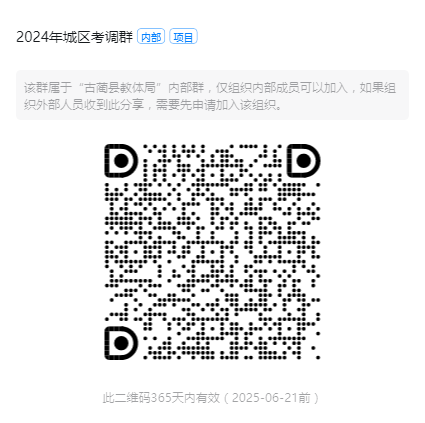 2024年城区考调群 内部 项目
该群属于“古蔺县教体局”内部群，仅组织内部成员可以加入，如果组
织外部人员收到此分享，需要先申请加入该组织。
此二维码365天内有效（2025-06-21前）